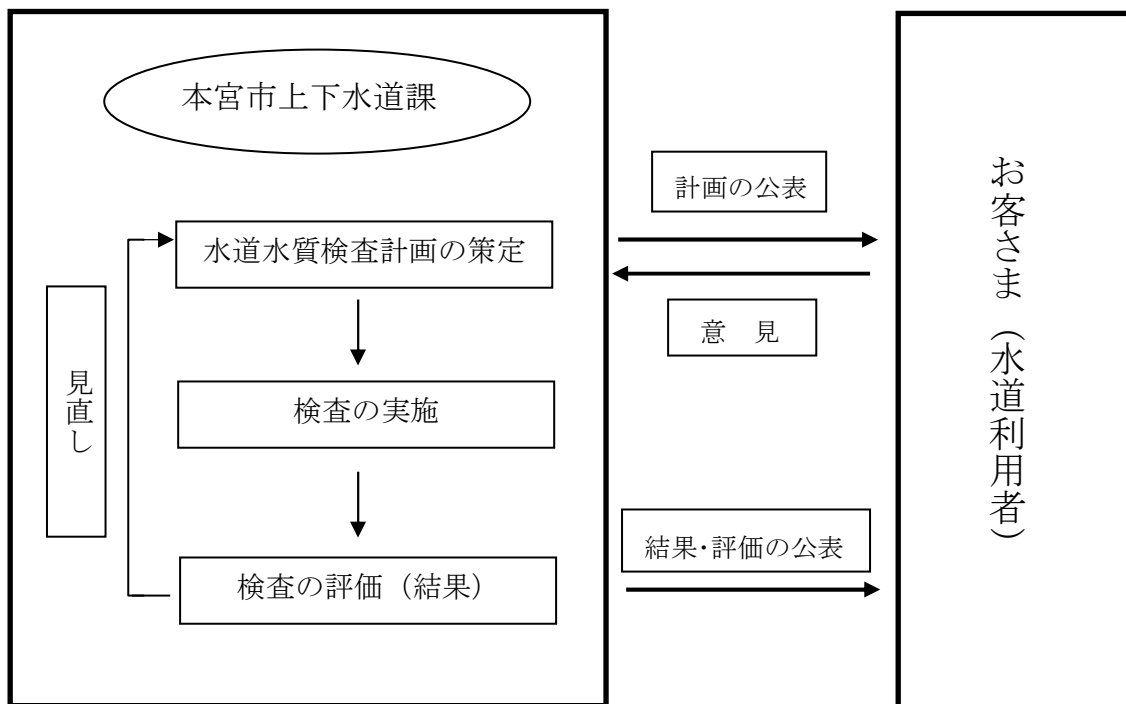 本宮市上下水道課
水道水質検査計画の策定
検査の実施
検査の評価（結果）
見直し
計画の公表
意　見
結果･評価の公表
お客さま（水道利用者）